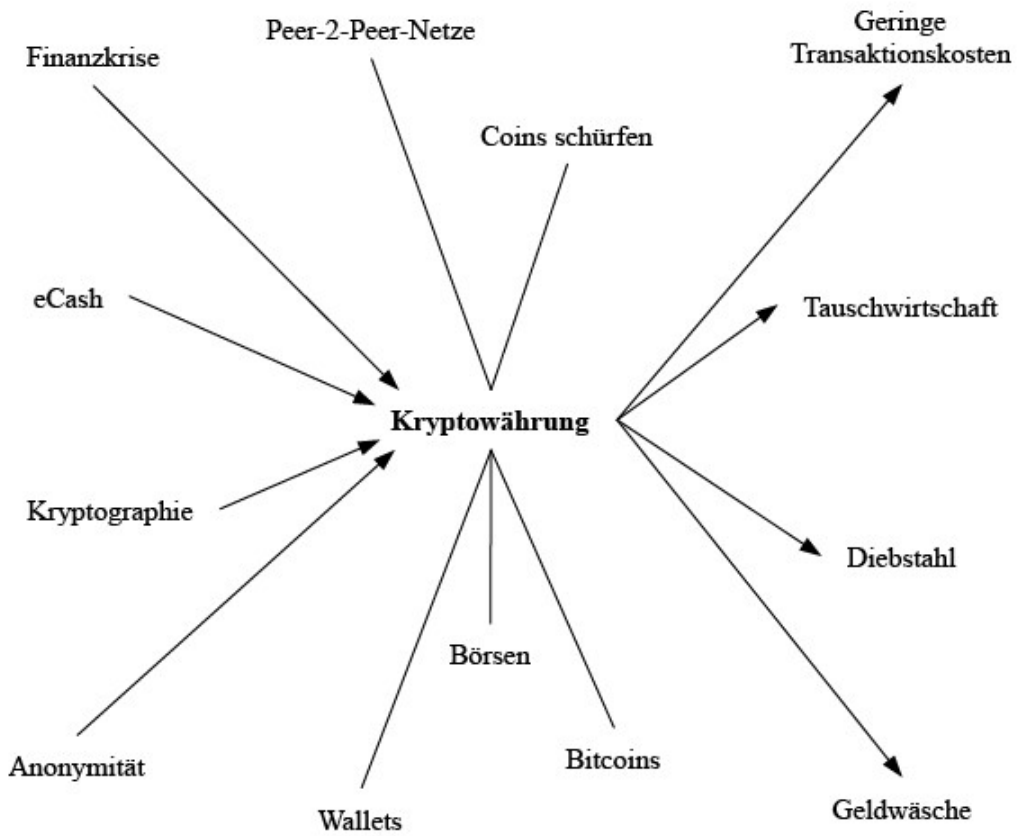 Finanzkrise
Peer-2-Peer-Netze
Geringe
Transaktionskosten
Coins schürfen
eCash
Tauschwirtschaft
Kryptowährung
Kryptographie
Diebstahl
Börsen
Anonymität
Bitcoins
Wallets
Geldwäsche